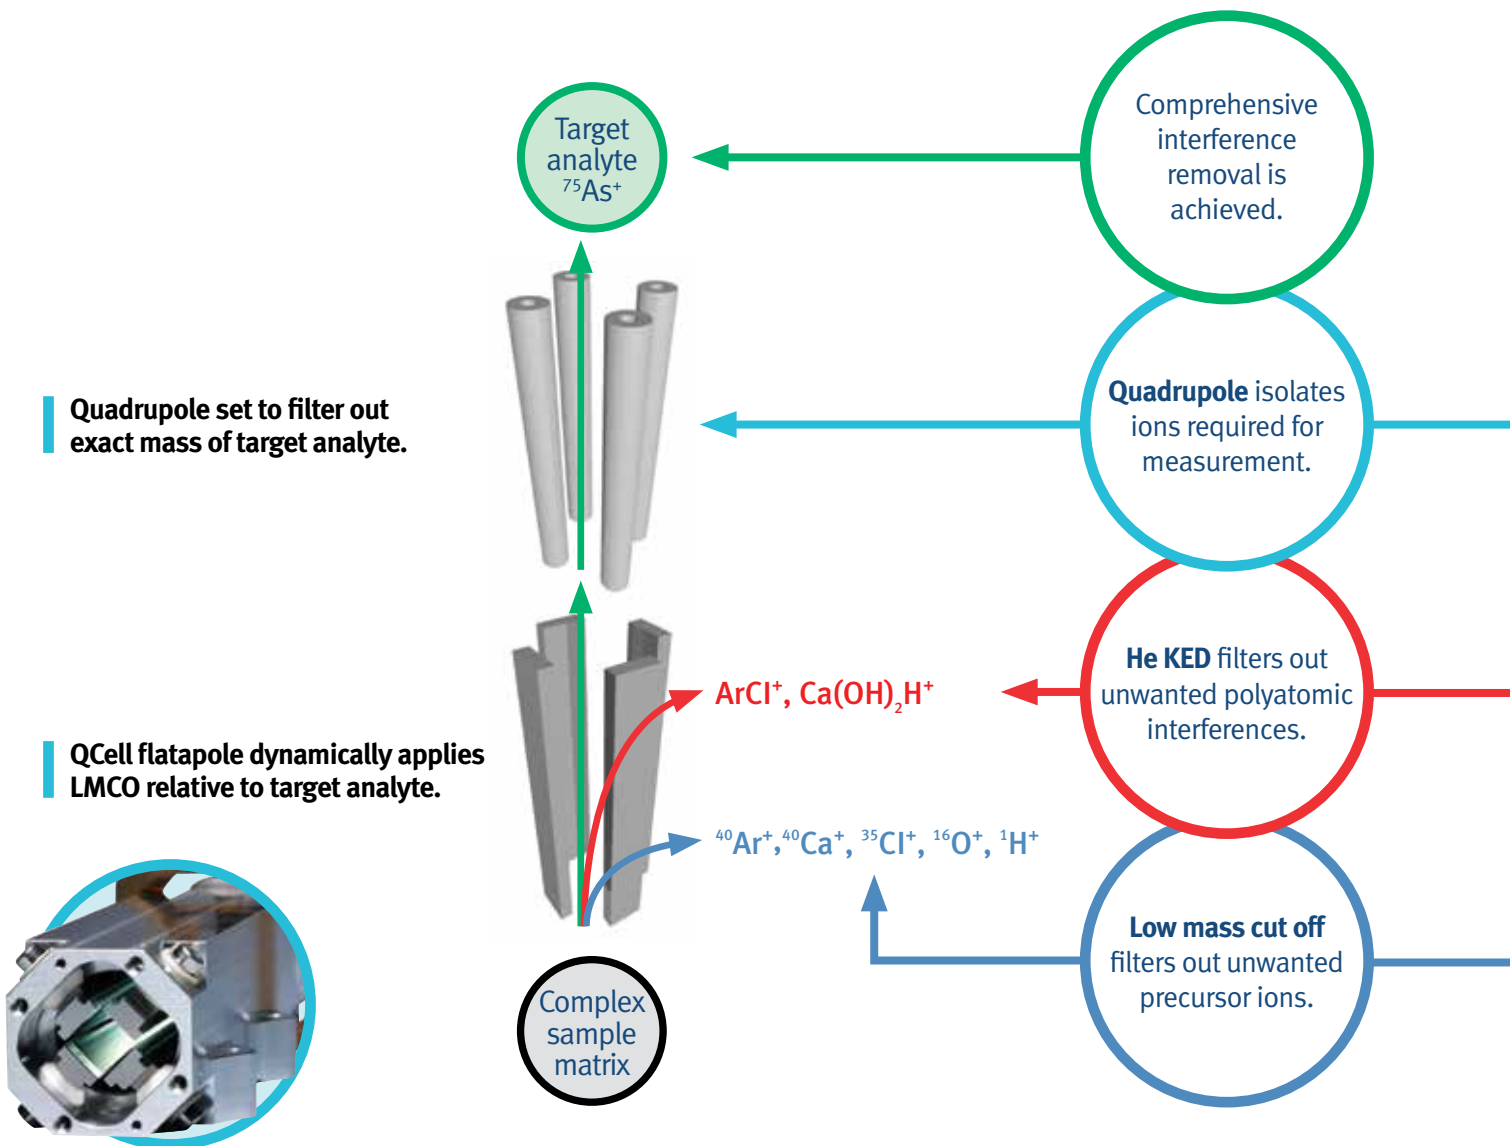 Target
analyte
⁷⁵As⁺
Comprehensive
interference
removal is
achieved.
Quadrupole set to filter out
exact mass of target analyte.
Quadrupole isolates
ions required for
measurement.
ArCl⁺, Ca(OH)₂H⁺
He KED filters out
unwanted polyatomic
interferences.
QCell flatapole dynamically applies
LMCO relative to target analyte.
⁴⁰Ar⁺,⁴⁰Ca⁺, ³⁵Cl⁺, ¹⁶O⁺, ¹H⁺
Low mass cut off
filters out unwanted
precursor ions.
Complex
sample
matrix